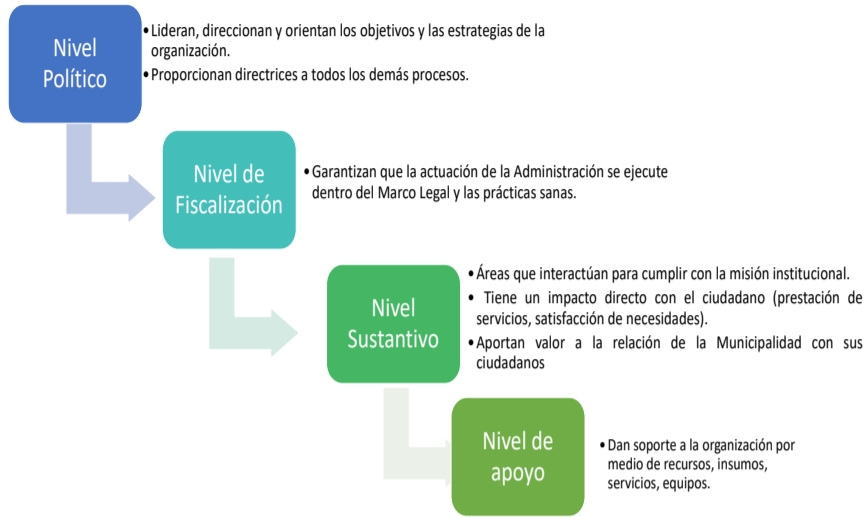 Nivel
Político
• Lideran, direccionan y orientan los objetivos y las estrategias de la
organización.
• Proporcionan directrices a todos los demás procesos.
Nivel de
Fiscalización
• Garantizan que la actuación de la Administración se ejecute
dentro del Marco Legal y las prácticas sanas.
Nivel
Sustantivo
• Áreas que interactúan para cumplir con la misión institucional.
• Tiene un impacto directo con el ciudadano (prestación de
servicios, satisfacción de necesidades).
• Aportan valor a la relación de la Municipalidad con sus
ciudadanos
Nivel de
apoyo
• Dan soporte a la organización por
medio de recursos, insumos,
servicios, equipos.